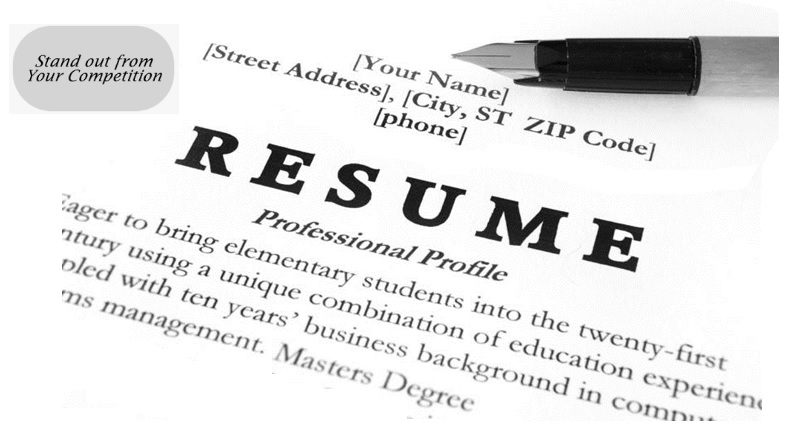 Stand out from
Your Competition
[Your Name]
[Street Address], [City, ST ZIP Code]
[phone]
RESUME
Professional Profile
Eager to bring elementary students into the twenty-first
ntury using a unique combination of education experienc
pled with ten years' business background in comput
ms management. Masters Degree